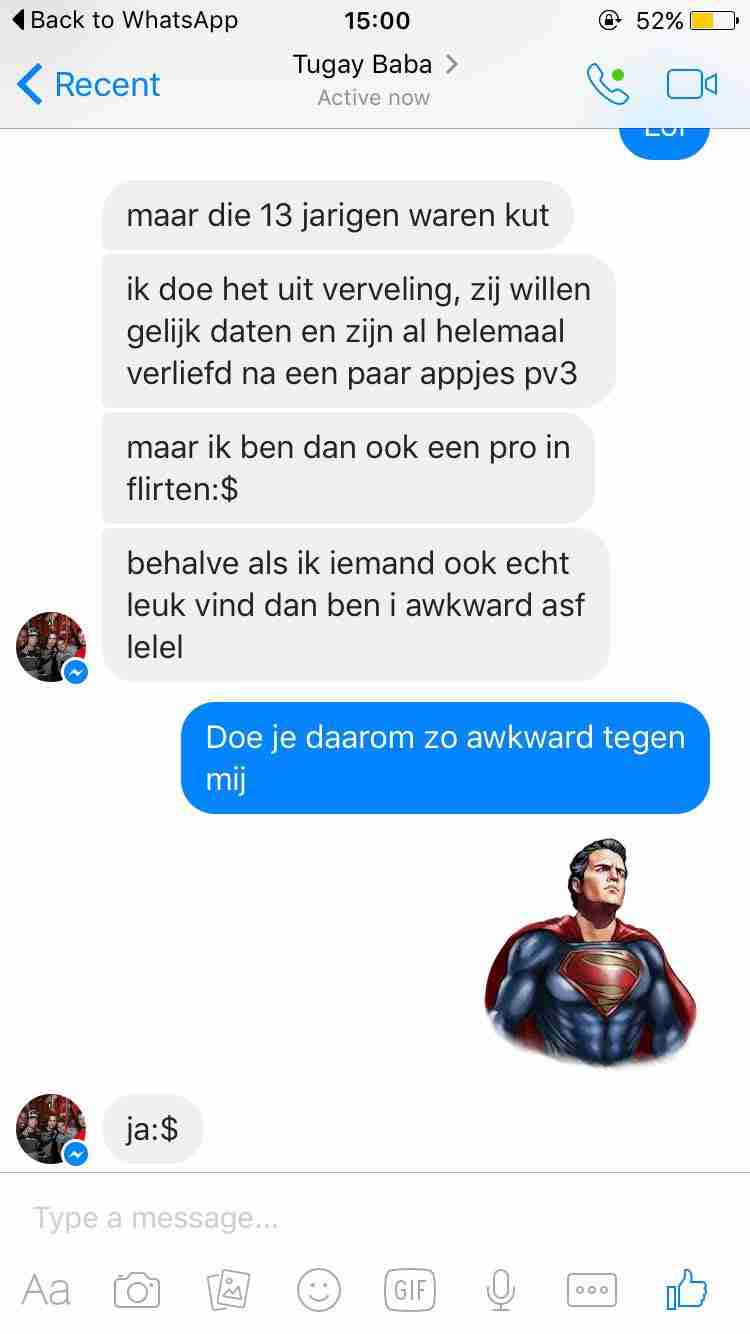 Back to WhatsApp 15:00 52%
Tugay Baba
Recent
Active now
Lol
maar die 13 jarigen waren kut
ik doe het uit verveling, zij willen
gelijk daten en zijn al helemaal
verliefd na een paar appjes pv3
maar ik ben dan ook een pro in
flirten:$
behalve als ik iemand ook echt
leuk vind dan ben i awkward asf
lelel
Doe je daarom zo awkward tegen
mij
ja:$
Type a message...
Aa GIF